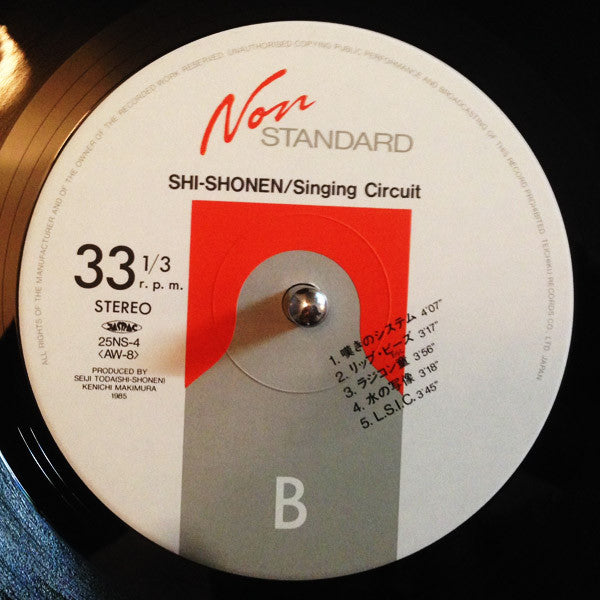 ALL RIGHTS OF THE MANUFACTURER AND OF THE OWNER OF THE RECORDED WORK RESERVED. UNAUTHORISED COPYING PUBLIC PERFORMANCE AND BROADCASTING OF THIS RECORD PROHIBITED. TEICHIKU RECORDS CO., LTD. JAPAN
Non
STANDARD
SHI-SHONEN/Singing Circuit
33 1/3
r. p. m.
STEREO
JASRAC
25NS-4
<AW-8>
PRODUCED BY
SEIJI TODAISHI-SHONENI
KENICHI MAKIMURA
1985
1. 嘆きのシステム 4'07"
2. リップ・ビーズ 3'17"
3. ラジコン童 3'56"
4. 水の写像 3'18"
5. L.S.I.C. 3'45"
B